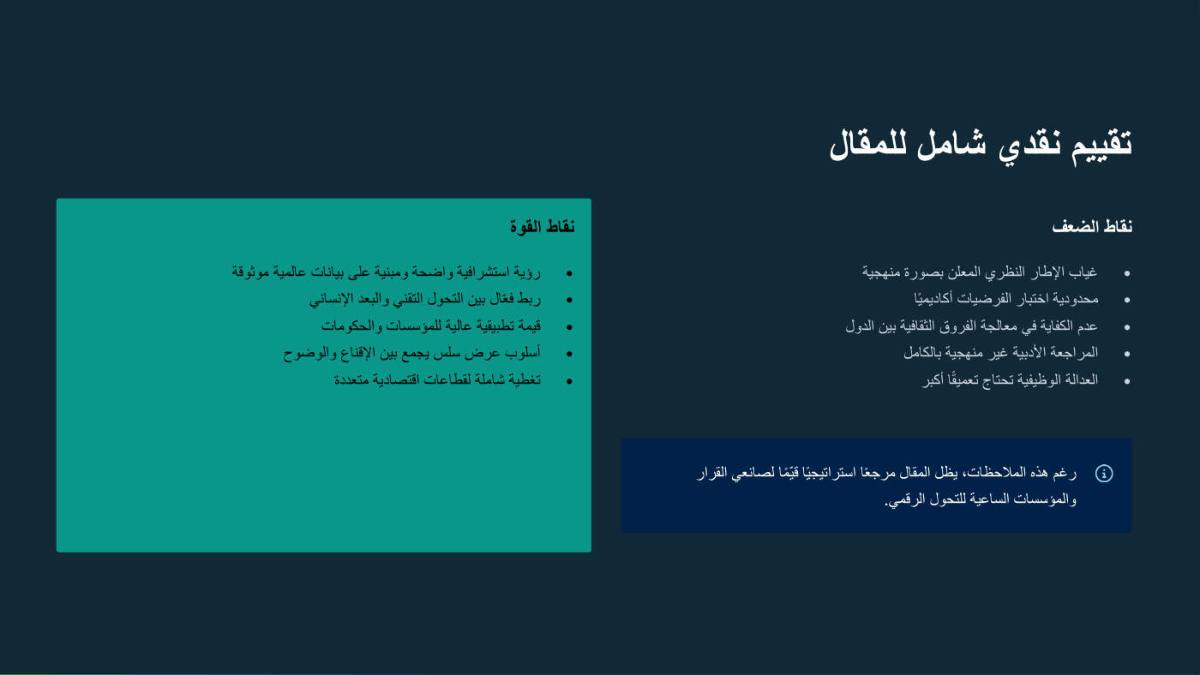 تقييم نقدي شامل للمقال
نقاط الضعف
• غياب الإطار النظري المعلن بصورة منهجية
• محدودية اختبار الفرضيات أكاديميًا
• عدم الكفاية في معالجة الفروق الثقافية بين الدول
• المراجعة الأدبية غير منهجية بالكامل
• العدالة الوظيفية تحتاج تعميقًا أكبر
رغم هذه الملاحظات، يظل المقال مرجعًا استراتيجيًا قيّمًا لصانعي القرار
والمؤسسات الساعية للتحول الرقمي.
نقاط القوة
• رؤية استشرافية واضحة ومبنية على بيانات عالمية موثوقة
• ربط فعّال بين التحول التقني والبعد الإنساني
• قيمة تطبيقية عالية للمؤسسات والحكومات
• أسلوب عرض سلس يجمع بين الإقناع والوضوح
• تغطية شاملة لقطاعات اقتصادية متعددة